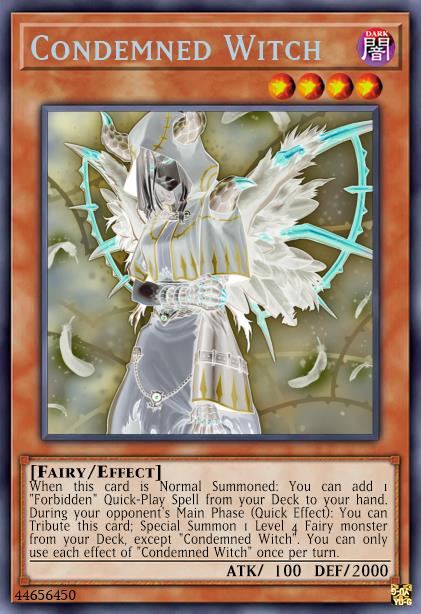 CONDEMNED WITCH
DARK
闇
[FAIRY/EFFECT]
When this card is Normal Summoned: You can add 1
"Forbidden" Quick-Play Spell from your Deck to your hand.
During your opponent's Main Phase (Quick Effect): You can
Tribute this card; Special Summon 1 Level 4 Fairy monster
from your Deck, except "Condemned Witch". You can only
use each effect of "Condemned Witch" once per turn.
ATK/ 100 DEF/2000
44656450